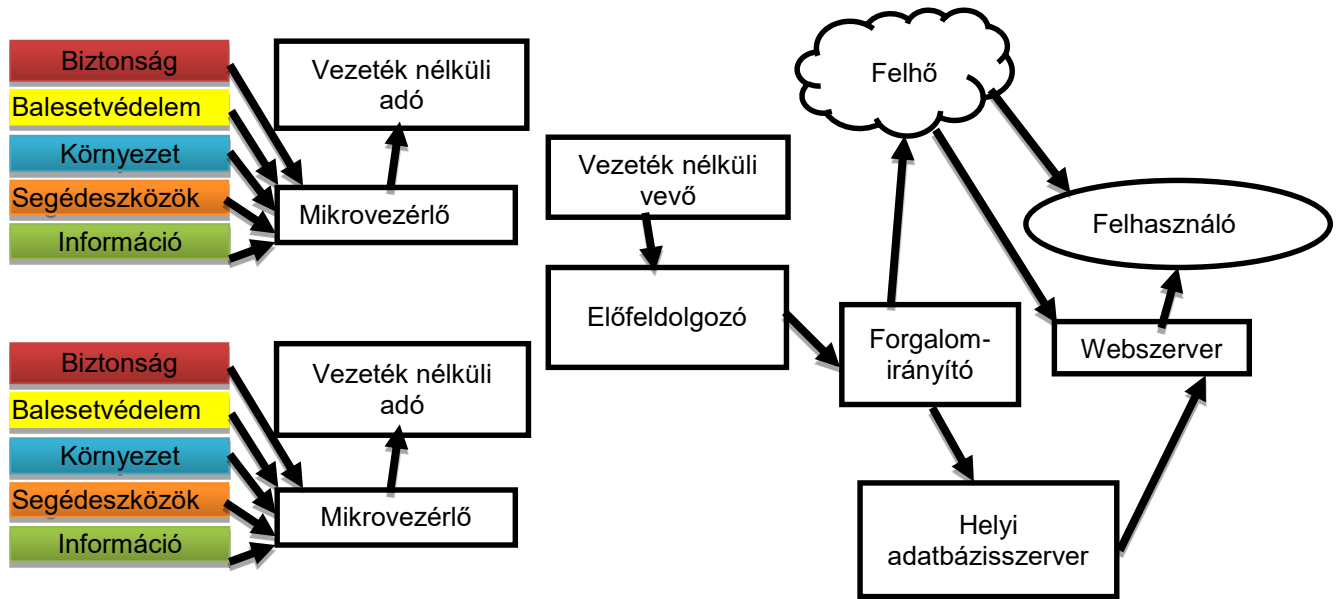 Biztonság
Balesetvédelem
Környezet
Segédeszközök
Információ
Vezeték nélküli
adó
Mikrovezérlő
Biztonság
Balesetvédelem
Környezet
Segédeszközök
Információ
Vezeték nélküli
adó
Mikrovezérlő
Vezeték nélküli
vevő
Előfeldolgozó
Forgalom-
irányító
Felhő
Felhasználó
Webszerver
Helyi
adatbázisszerver